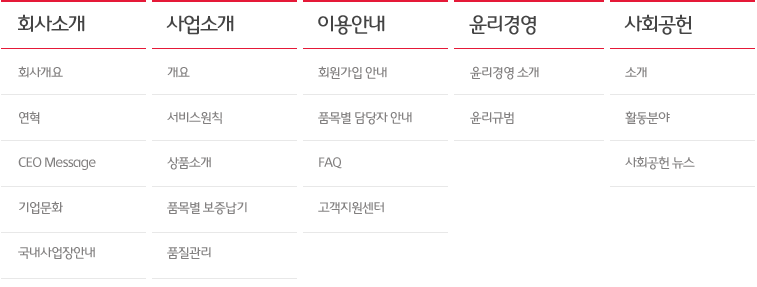 회사소개 사업소개 이용안내 윤리경영 사회공헌
회사개요 개요 회원가입 안내 윤리경영 소개 소개
연혁 서비스원칙 품목별 담당자 안내 윤리규범 활동분야
CEO Message 상품소개 FAQ 사회공헌 뉴스
기업문화 품목별 보증납기 고객지원센터
국내사업장안내 품질관리